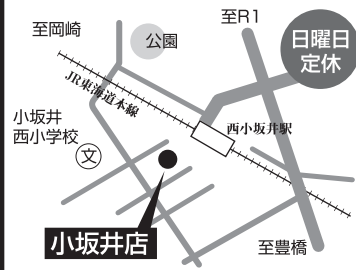 至岡崎
公園
至R1
日曜日
定休
JR東海道本線
西小坂井駅
小坂井
西小学校
文
小坂井店
至豊橋